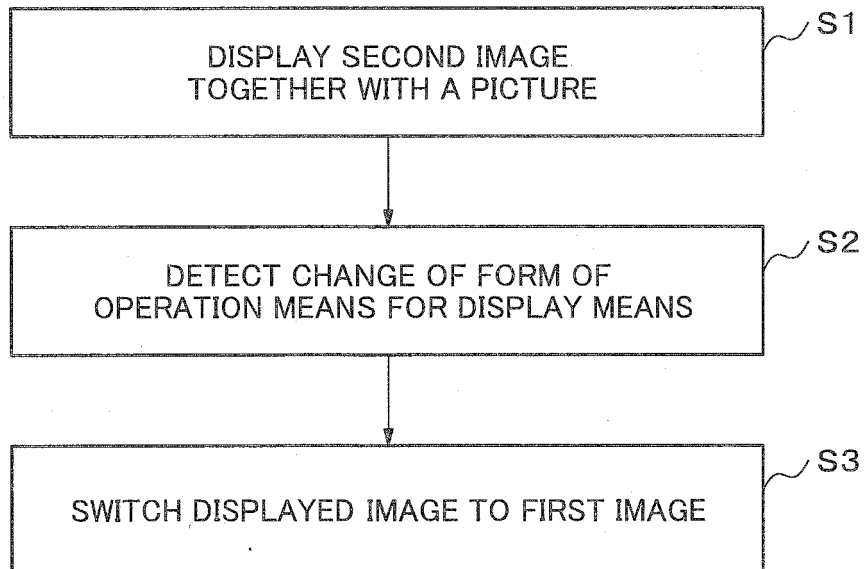 S1
DISPLAY SECOND IMAGE
TOGETHER WITH A PICTURE
S2
DETECT CHANGE OF FORM OF
OPERATION MEANS FOR DISPLAY MEANS
S3
SWITCH DISPLAYED IMAGE TO FIRST IMAGE